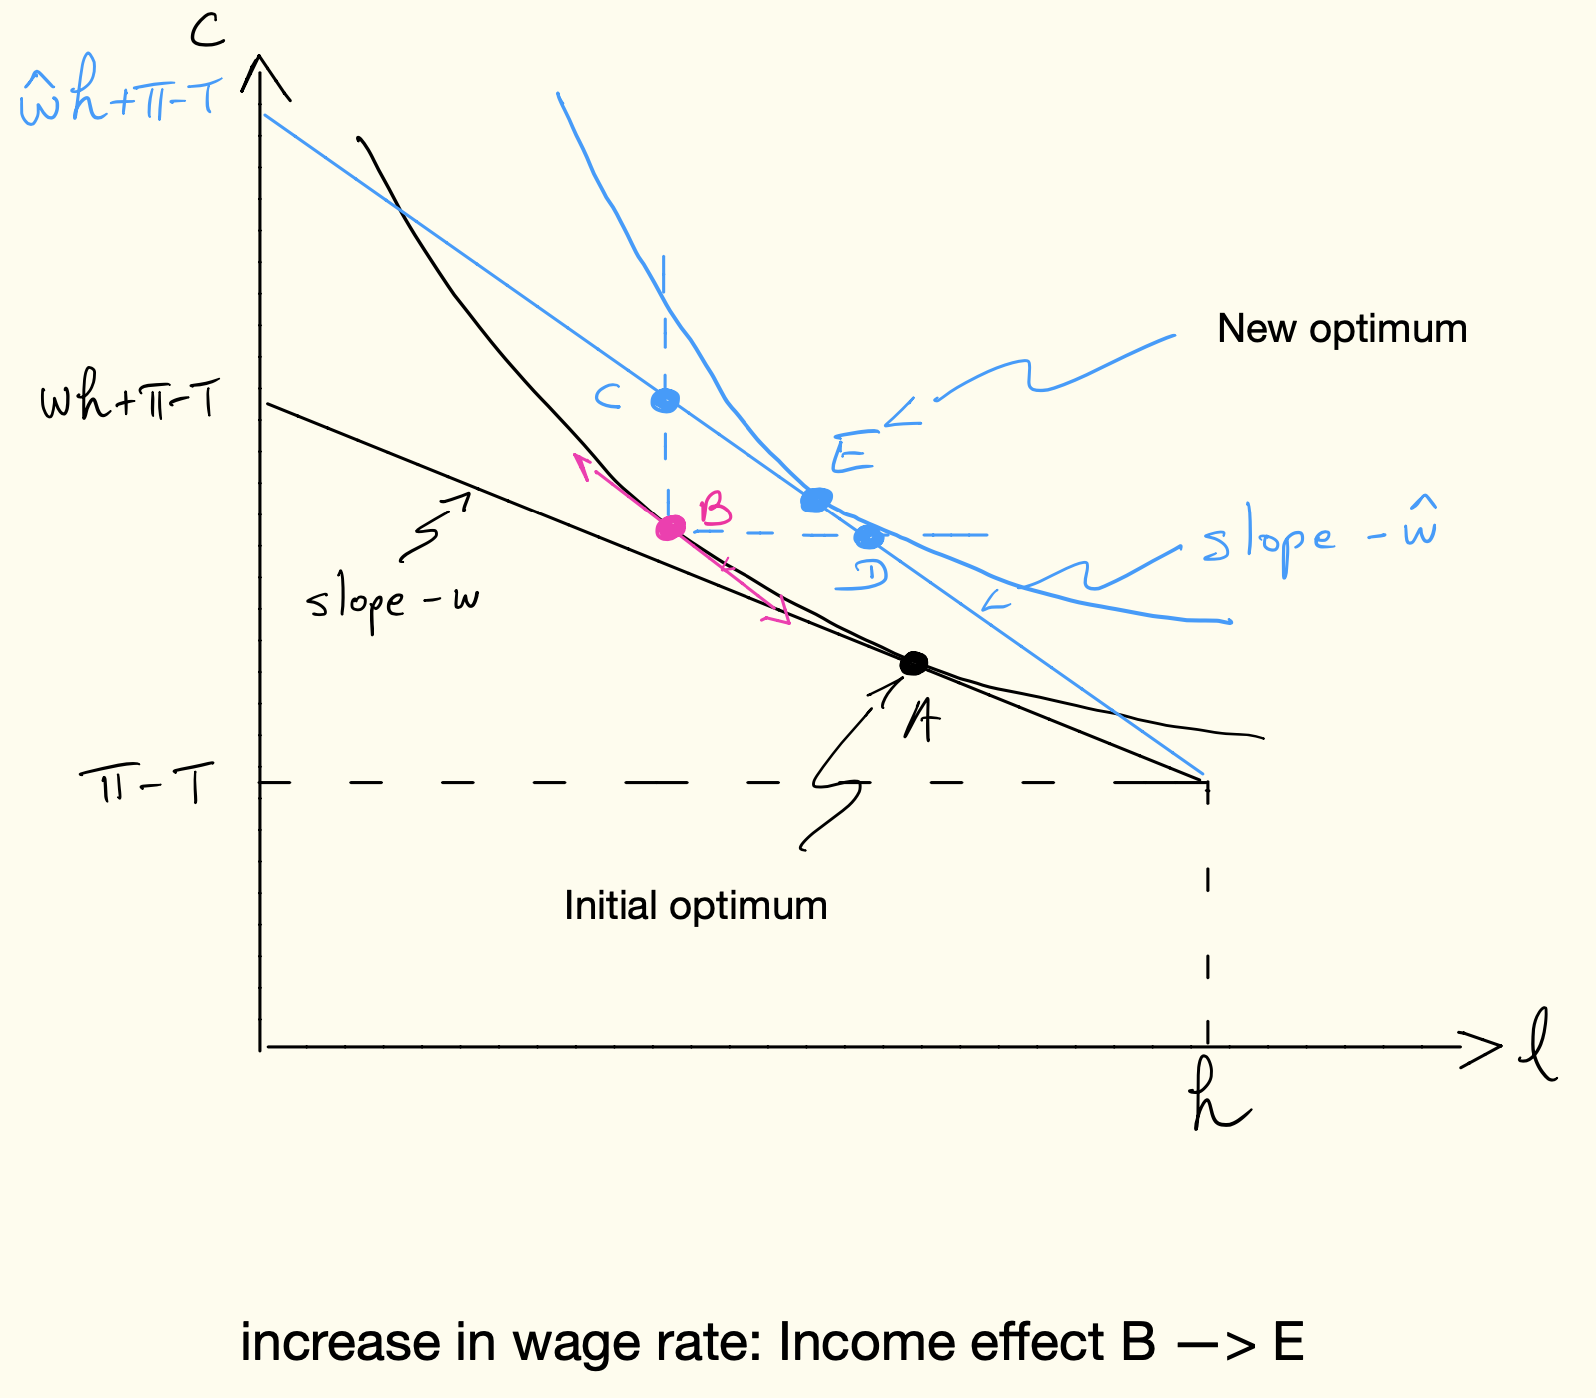 C
ŵh+π-T
New optimum
wh+π-T
C
E
B
slope -ŵ
D
slope -w
A
π-T
Initial optimum
l
h
increase in wage rate: Income effect B —> E